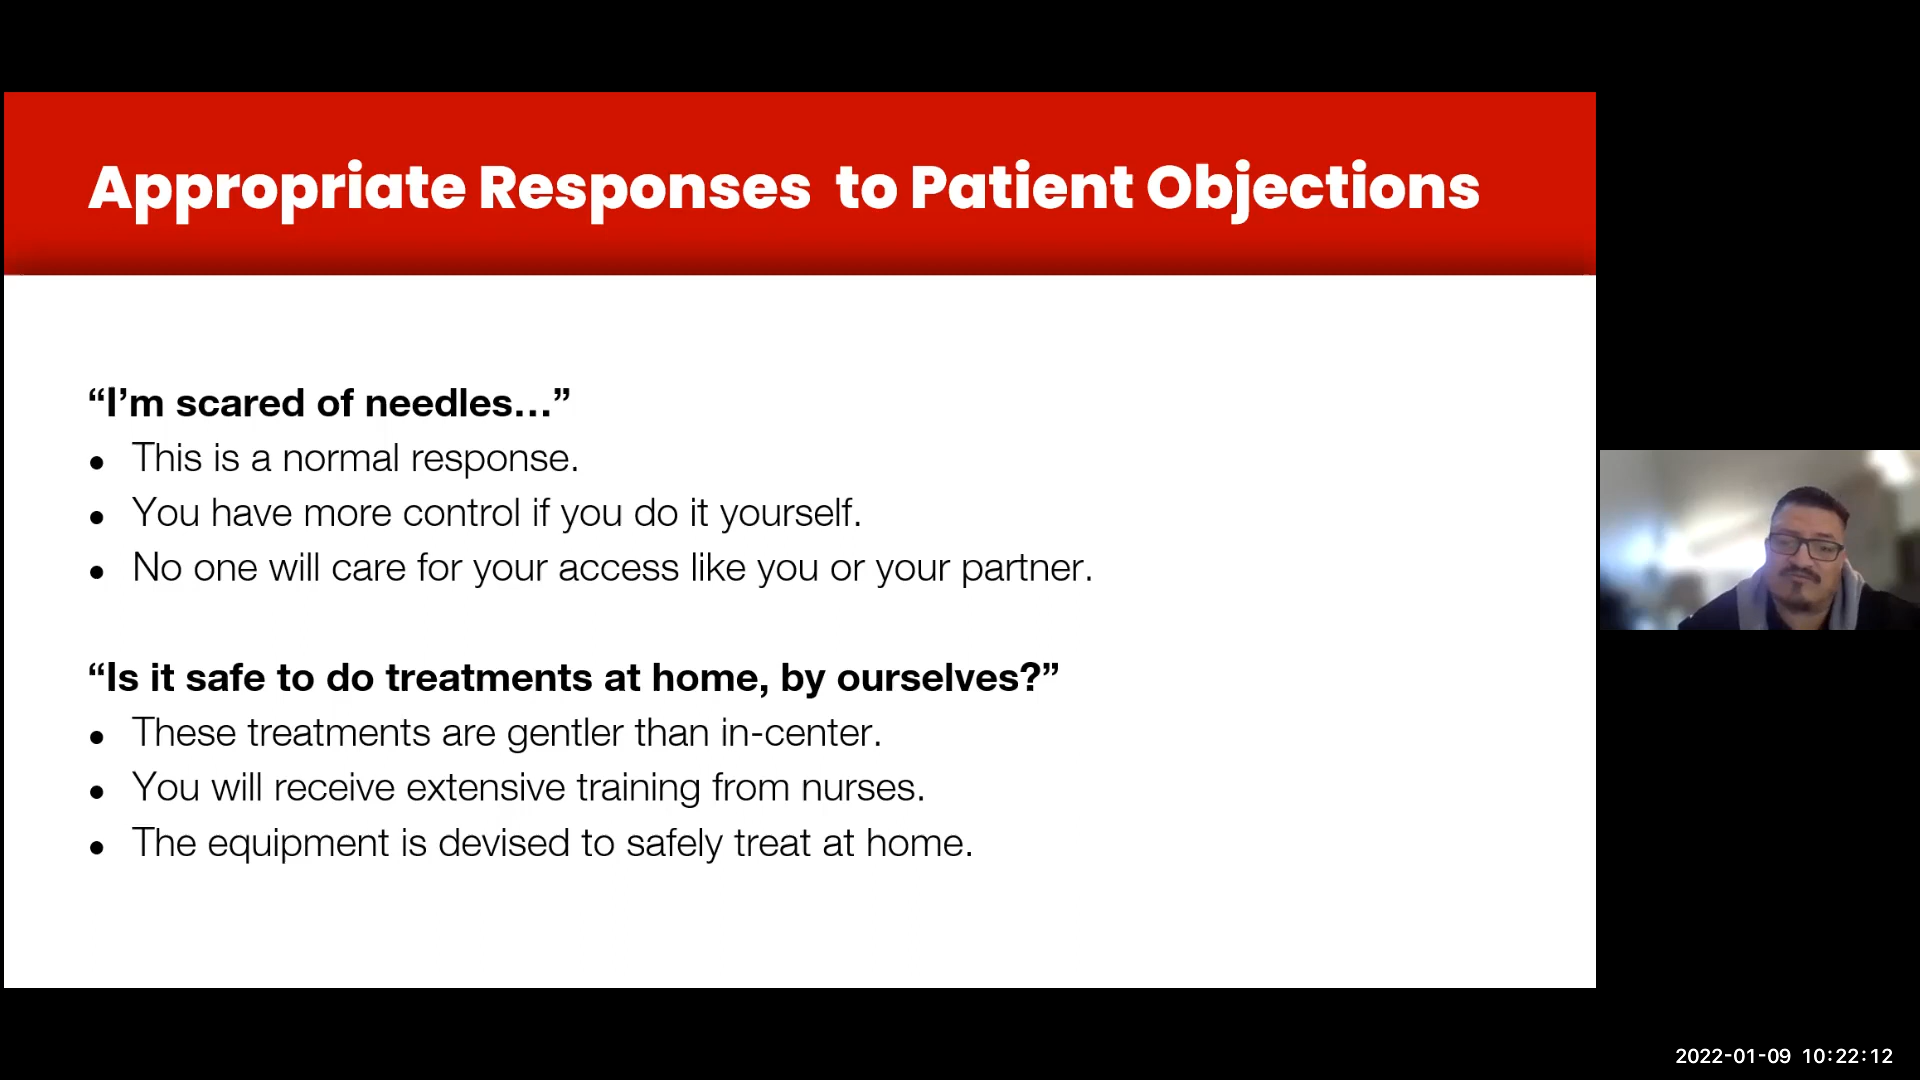 Appropriate Responses  to Patient Objections
“I’m scared of needles…”
● This is a normal response.
● You have more control if you do it yourself.
● No one will care for your access like you or your partner.
“Is it safe to do treatments at home, by ourselves?”
● These treatments are gentler than in-center.
● You will receive extensive training from nurses.
● The equipment is devised to safely treat at home.
2022-01-09 10:22:12